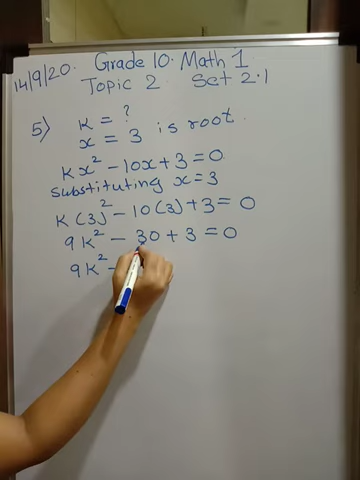 14/9/20. Grade 10. Math 1
Topic 2. Set 2.1
5) k = ?
x = 3 is root.
kx² - 10x + 3 = 0
substituting x = 3
k(3)² - 10(3) + 3 = 0
9k² - 30 + 3 = 0
9k² -